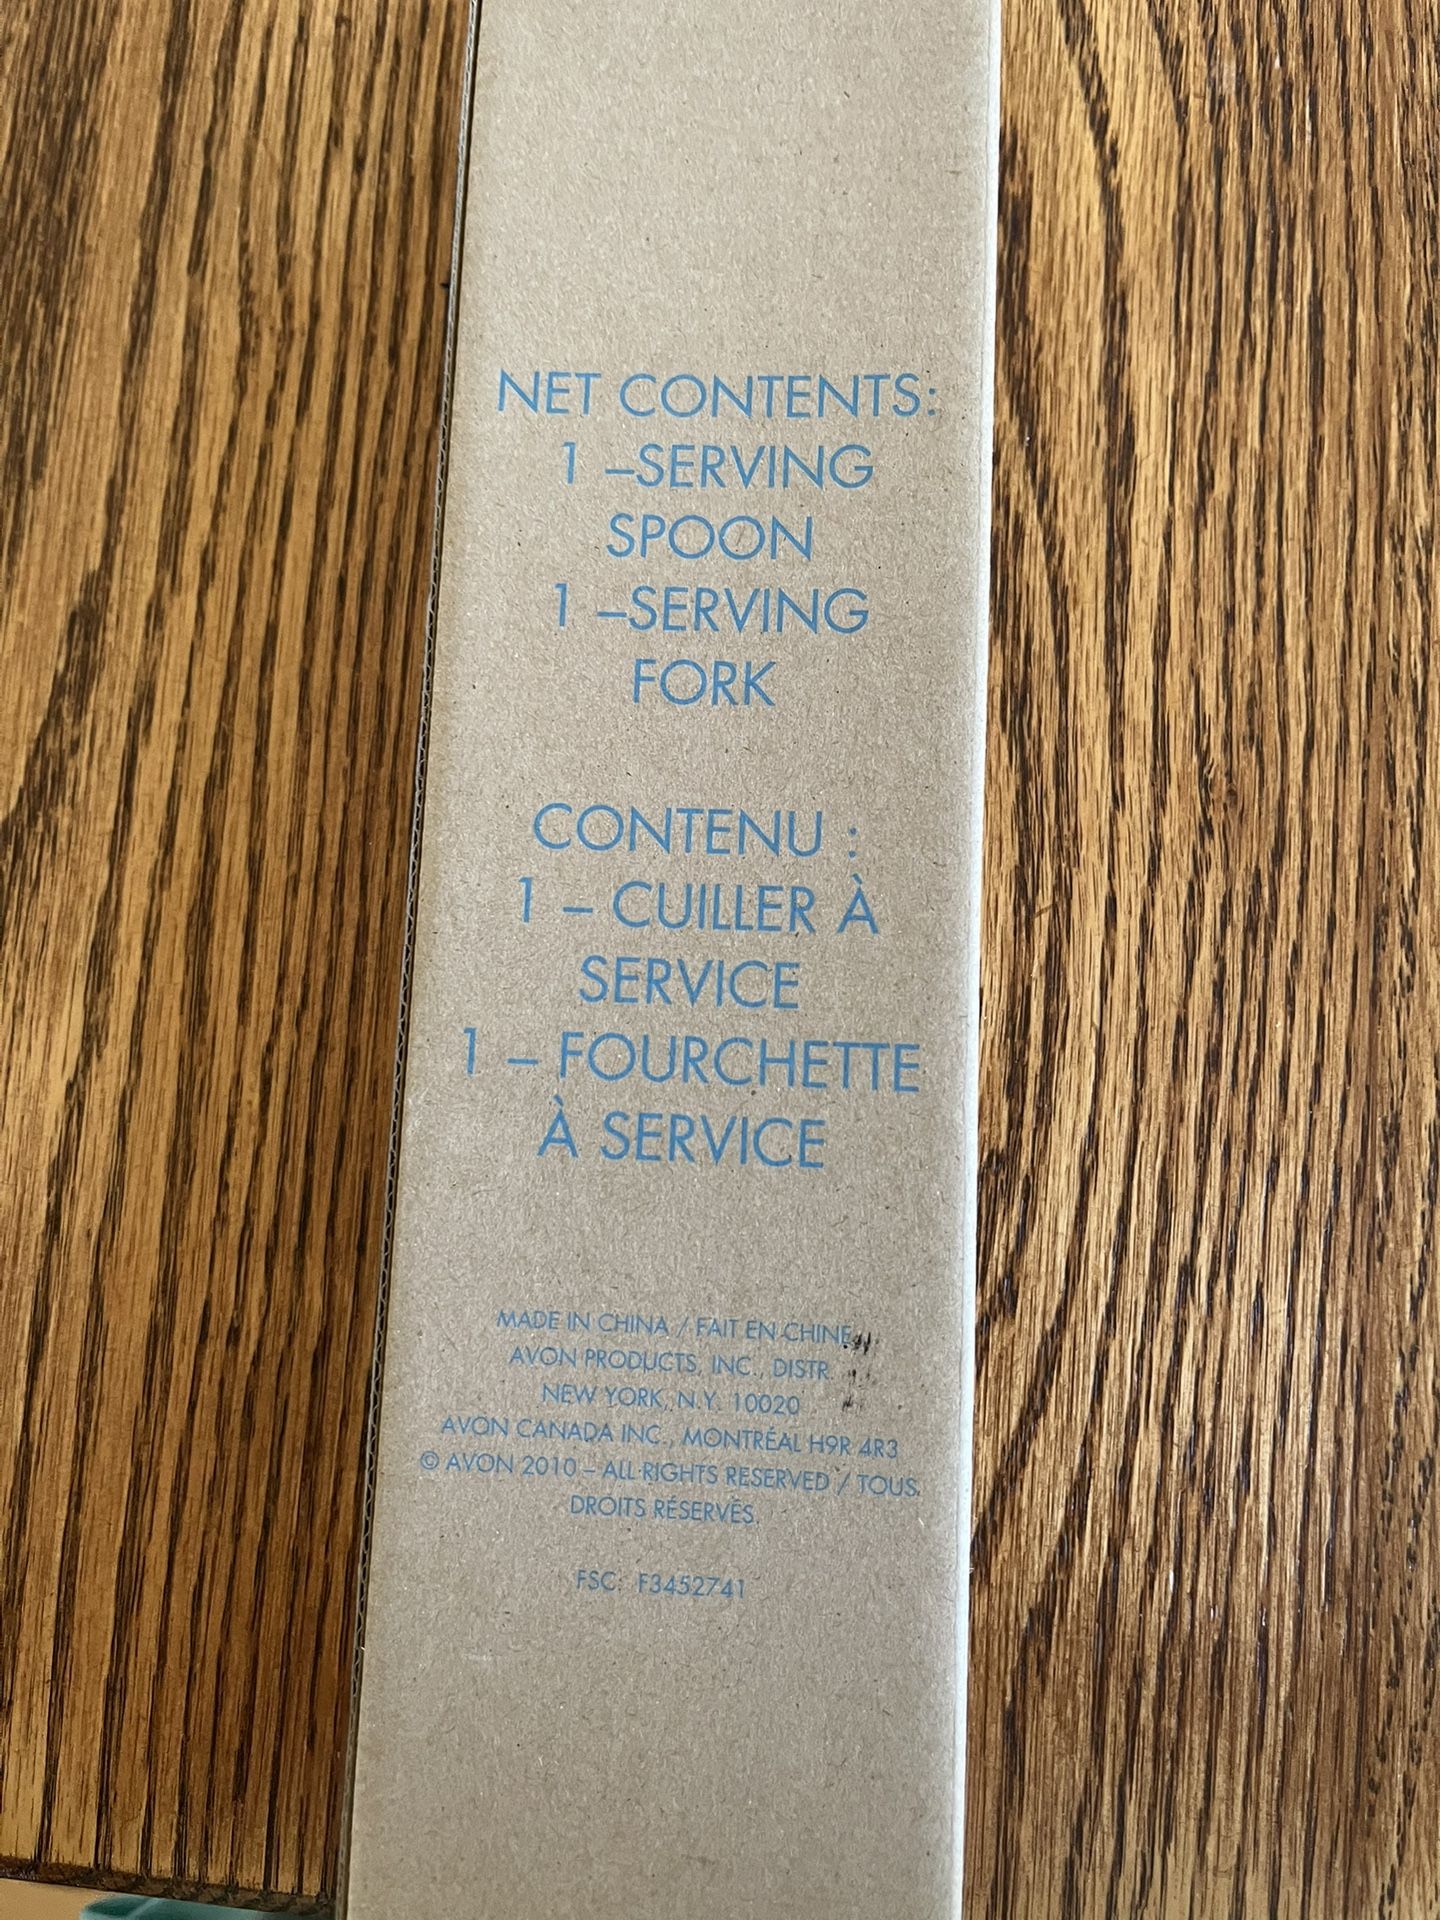 NET CONTENTS:
1 –SERVING
SPOON
1 –SERVING
FORK
CONTENU :
1 – CUILLER À
SERVICE
1 – FOURCHETTE
À SERVICE
MADE IN CHINA / FAIT EN CHINE
AVON PRODUCTS, INC., DISTR.
NEW YORK, N.Y. 10020
AVON CANADA INC., MONTRÉAL H9R 4R3
© AVON 2010 – ALL RIGHTS RESERVED / TOUS
DROITS RÉSERVÉS.
FSC: F3452741